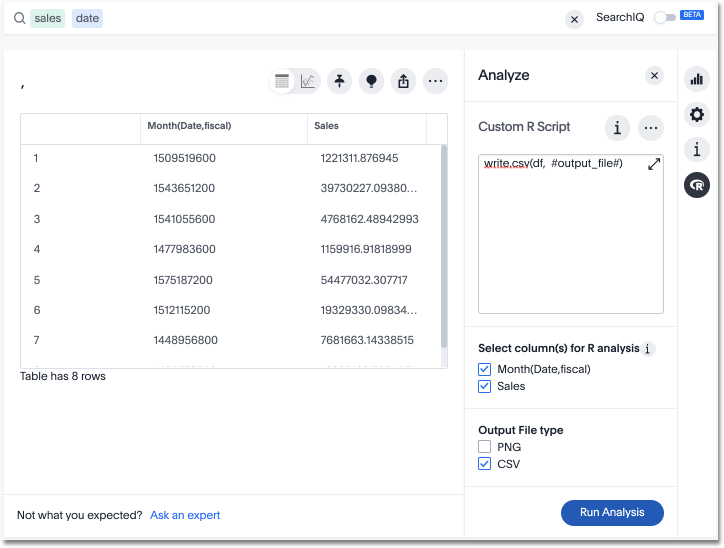 sales date
SearchIQ BETA
,
Analyze
Month(Date,fiscal) Sales
Custom R Script
1 1509519600 1221311.876945
2 1543651200 39730227.09380...
3 1541055600 4768162.48942993
4 1477983600 1159916.91818999
5 1575187200 54477032.307717
6 1512115200 19329330.09834...
7 1448956800 7681663.14338515
Table has 8 rows
write.csv(df, #output_file#)
Select column(s) for R analysis
Month(Date,fiscal)
Sales
Output File type
PNG
CSV
Not what you expected? Ask an expert
Run Analysis